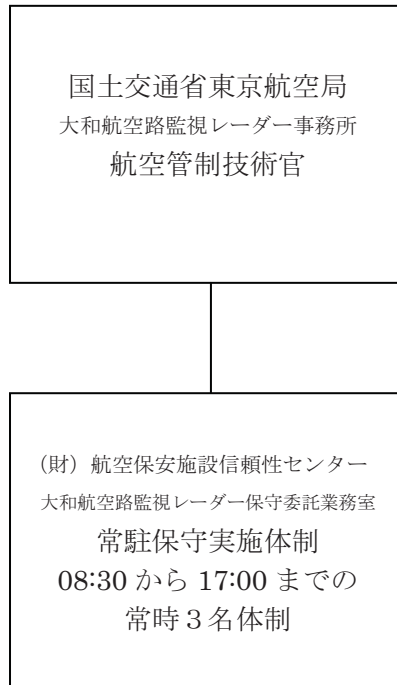 国土交通省東京航空局
大和航空路監視レーダー事務所
航空管制技術官
（財）航空保安施設信頼性センター
大和航空路監視レーダー保守委託業務室
常駐保守実施体制
08:30 から 17:00 までの
常時３名体制